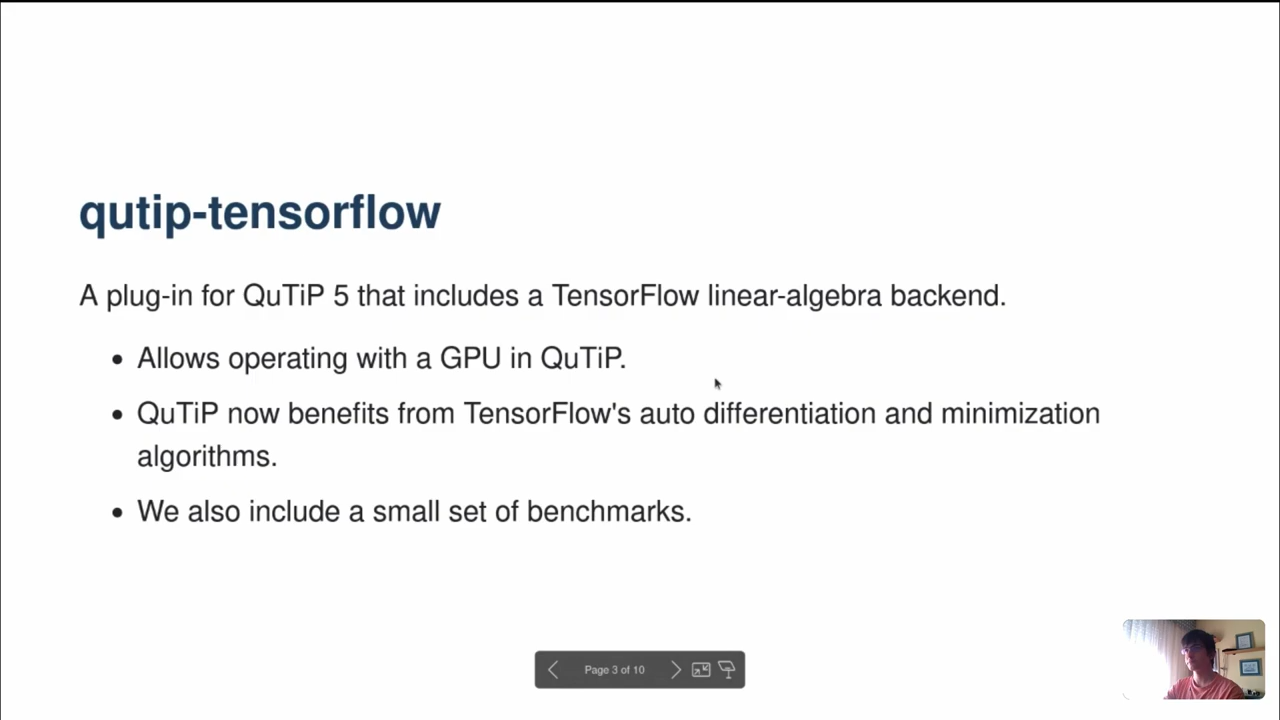 qutip-tensorflow
A plug-in for QuTiP 5 that includes a TensorFlow linear-algebra backend.
• Allows operating with a GPU in QuTiP.
• QuTiP now benefits from TensorFlow's auto differentiation and minimization
algorithms.
• We also include a small set of benchmarks.
Page 3 of 10